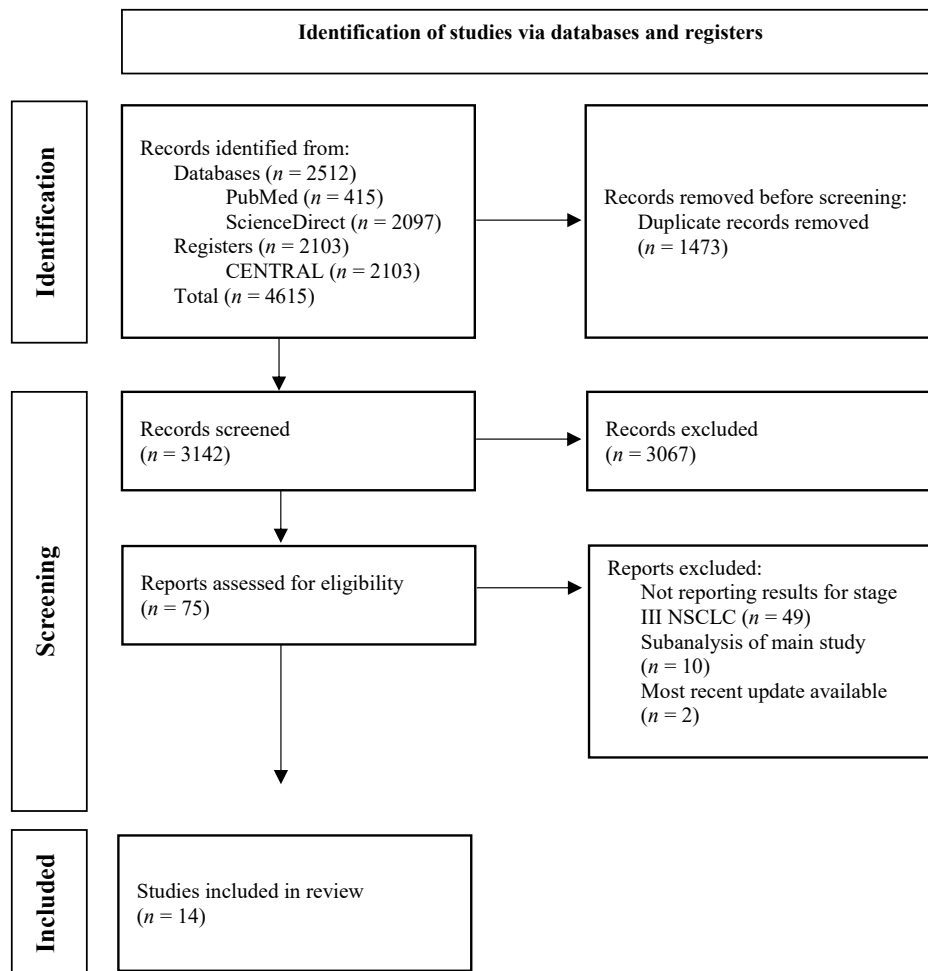 Identification of studies via databases and registers
Identification
Records identified from:
Databases (n = 2512)
PubMed (n = 415)
ScienceDirect (n = 2097)
Registers (n = 2103)
CENTRAL (n = 2103)
Total (n = 4615)
Records removed before screening:
Duplicate records removed
(n = 1473)
Screening
Records screened
(n = 3142)
Records excluded
(n = 3067)
Reports assessed for eligibility
(n = 75)
Reports excluded:
Not reporting results for stage
III NSCLC (n = 49)
Subanalysis of main study
(n = 10)
Most recent update available
(n = 2)
Included
Studies included in review
(n = 14)